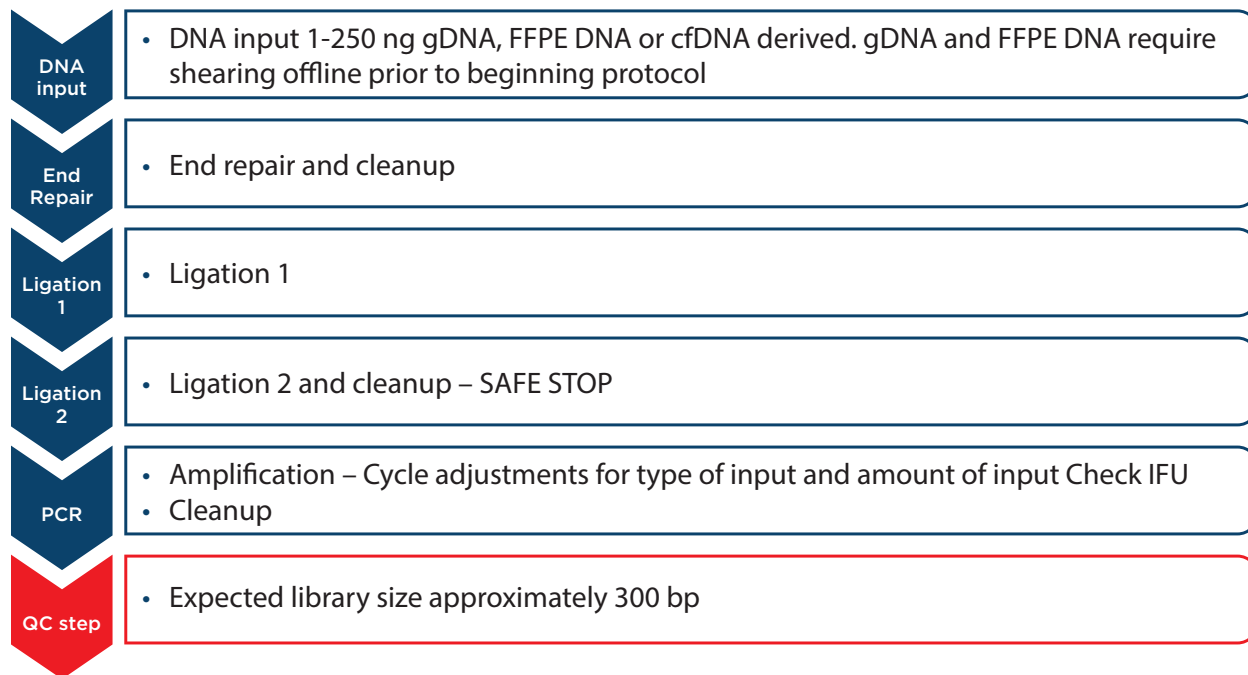 DNA
input
• DNA input 1-250 ng gDNA, FFPE DNA or cfDNA derived. gDNA and FFPE DNA require
shearing offline prior to beginning protocol
End
Repair
• End repair and cleanup
Ligation
1
• Ligation 1
Ligation
2
• Ligation 2 and cleanup – SAFE STOP
PCR
• Amplification – Cycle adjustments for type of input and amount of input Check IFU
• Cleanup
QC step
• Expected library size approximately 300 bp